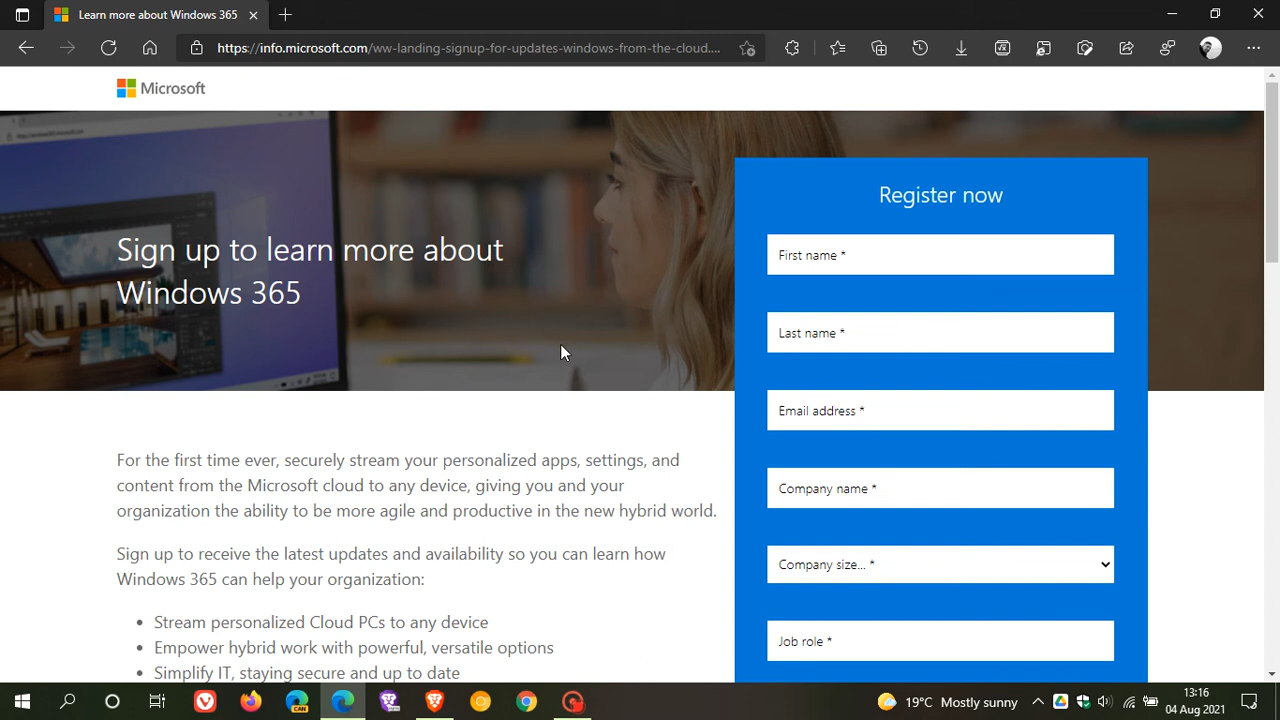 Learn more about Windows 365
https://info.microsoft.com/ww-landing-signup-for-updates-windows-from-the-cloud....
Microsoft
Sign up to learn more about
Windows 365
For the first time ever, securely stream your personalized apps, settings, and
content from the Microsoft cloud to any device, giving you and your
organization the ability to be more agile and productive in the new hybrid world.
Sign up to receive the latest updates and availability so you can learn how
Windows 365 can help your organization:
• Stream personalized Cloud PCs to any device
• Empower hybrid work with powerful, versatile options
• Simplify IT, staying secure and up to date
Register now
First name *
Last name *
Email address *
Company name *
Company size... *
Job role *
CAN
19°C Mostly sunny
13:16
04 Aug 2021